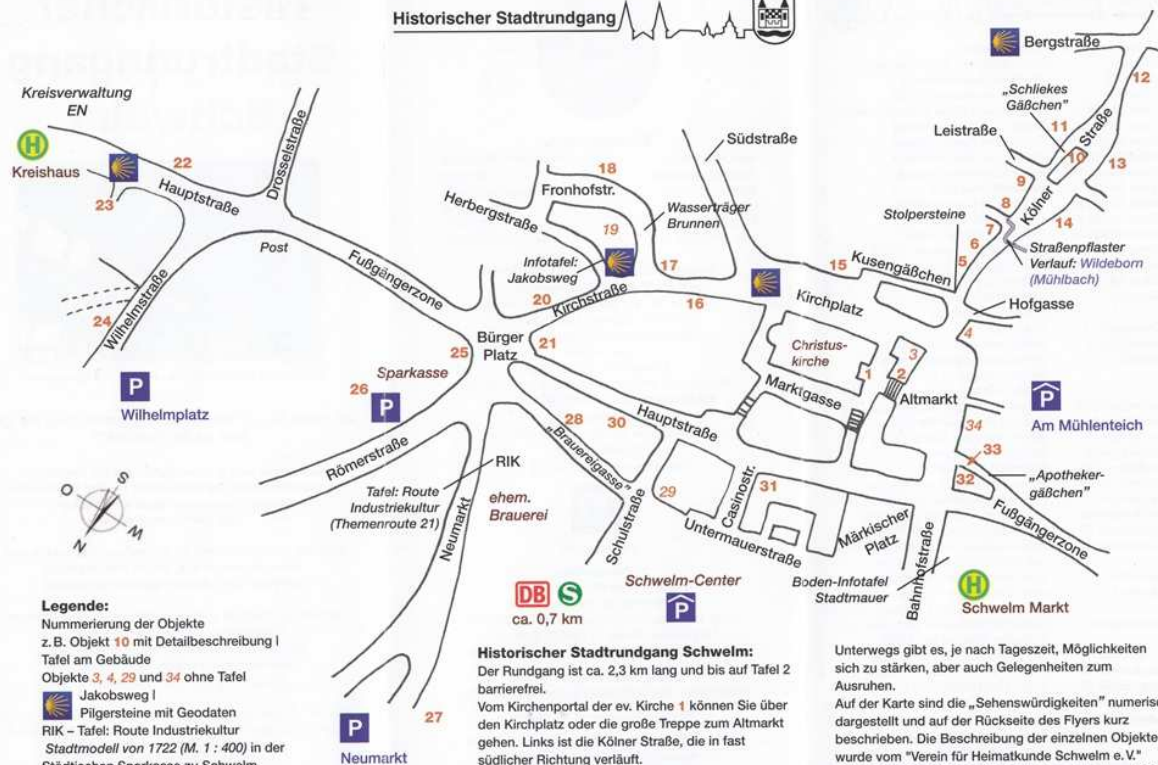 Historischer Stadtrundgang
Bergstraße
12
„Schliekes
Gäßchen"
11
Straße
10
13
Leistraße
9
8
Kölner
14
Stolpersteine
7
6
5
Straßenpflaster
Verlauf: Wildeborn
(Mühlbach)
Hofgasse
4
Kreisverwaltung
EN
H
Kreishaus
22
23
Hauptstraße
Drosselstraße
Post
Fußgängerzone
Wilhelmstraße
24
P
Wilhelmplatz
Südstraße
18
Fronhofstr.
Herbergstraße
Wasserträger
Brunnen
19
Infotafel:
Jakobsweg
17
20
Kirchstraße
16
15
Kusengäßchen
Kirchplatz
Bürger
Platz
21
25
Sparkasse
26
P
Römerstraße
Christus-
kirche
1
3
2
Marktgasse
Altmarkt
P
Am Mühlenteich
34
33
32
„Apotheker-
gäßchen"
Fußgängerzone
28
30
Hauptstraße
„Brauereigasse"
29
Casinostr.
31
RIK
Tafel: Route
Industriekultur
(Themenroute 21)
ehem.
Brauerei
Neumarkt
Schulstraße
Untermauerstraße
Märkischer
Platz
Bahnhofstraße
Boden-Infotafel
Stadtmauer
H
Schwelm Markt
Schwelm-Center
P
DB S
ca. 0,7 km
O
S
N
W
27
P
Neumarkt
Legende:
Nummerierung der Objekte
z.B. Objekt 10 mit Detailbeschreibung |
Tafel am Gebäude
Objekte 3, 4, 29 und 34 ohne Tafel
Jakobsweg |
Pilgersteine mit Geodaten
RIK – Tafel: Route Industriekultur
Stadtmodell von 1722 (M. 1 : 400) in der
Städtischen Sparkasse zu Schwelm
Historischer Stadtrundgang Schwelm:
Der Rundgang ist ca. 2,3 km lang und bis auf Tafel 2
barrierefrei.
Vom Kirchenportal der ev. Kirche 1 können Sie über
den Kirchplatz oder die große Treppe zum Altmarkt
gehen. Links ist die Kölner Straße, die in fast
südlicher Richtung verläuft.
Unterwegs gibt es, je nach Tageszeit, Möglichkeiten
sich zu stärken, aber auch Gelegenheiten zum
Ausruhen.
Auf der Karte sind die „Sehenswürdigkeiten" numerisc
dargestellt und auf der Rückseite des Flyers kurz
beschrieben. Die Beschreibung der einzelnen Objekte
wurde vom "Verein für Heimatkunde Schwelm e. V."